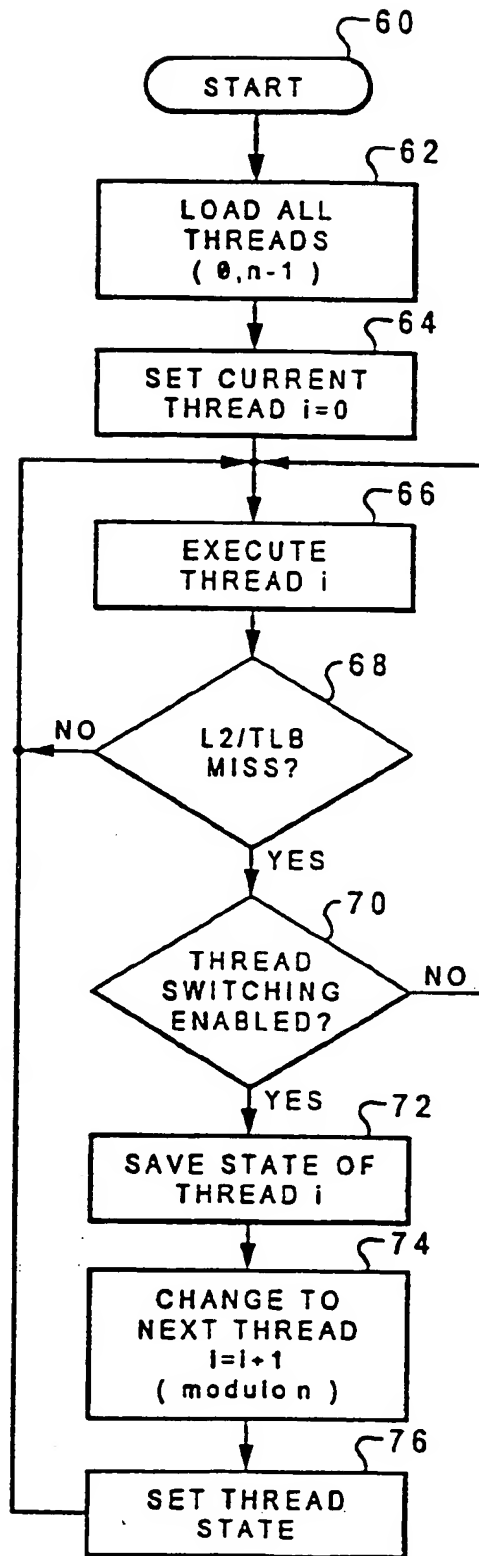 60
START
62
LOAD ALL
THREADS
( 0,n-1 )
64
SET CURRENT
THREAD i=0
66
EXECUTE
THREAD i
68
L2/TLB
MISS?
NO
YES
70
THREAD
SWITCHING
ENABLED?
NO
YES
72
SAVE STATE OF
THREAD i
74
CHANGE TO
NEXT THREAD
i=i+1
( modulo n )
76
SET THREAD
STATE